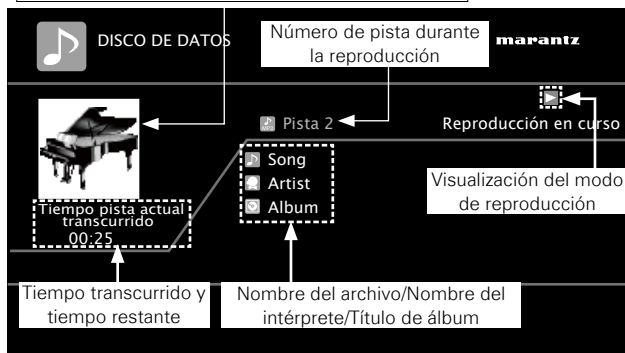 DISCO DE DATOS
Número de pista durante
la reproducción
marantz
MP3
Pista 2
Reproducción en curso
Song
Artist
Album
Visualización del modo
de reproducción
Tiempo pista actual
transcurrido
00:25
Tiempo transcurrido y
tiempo restante
Nombre del archivo/Nombre del
intérprete/Título de álbum